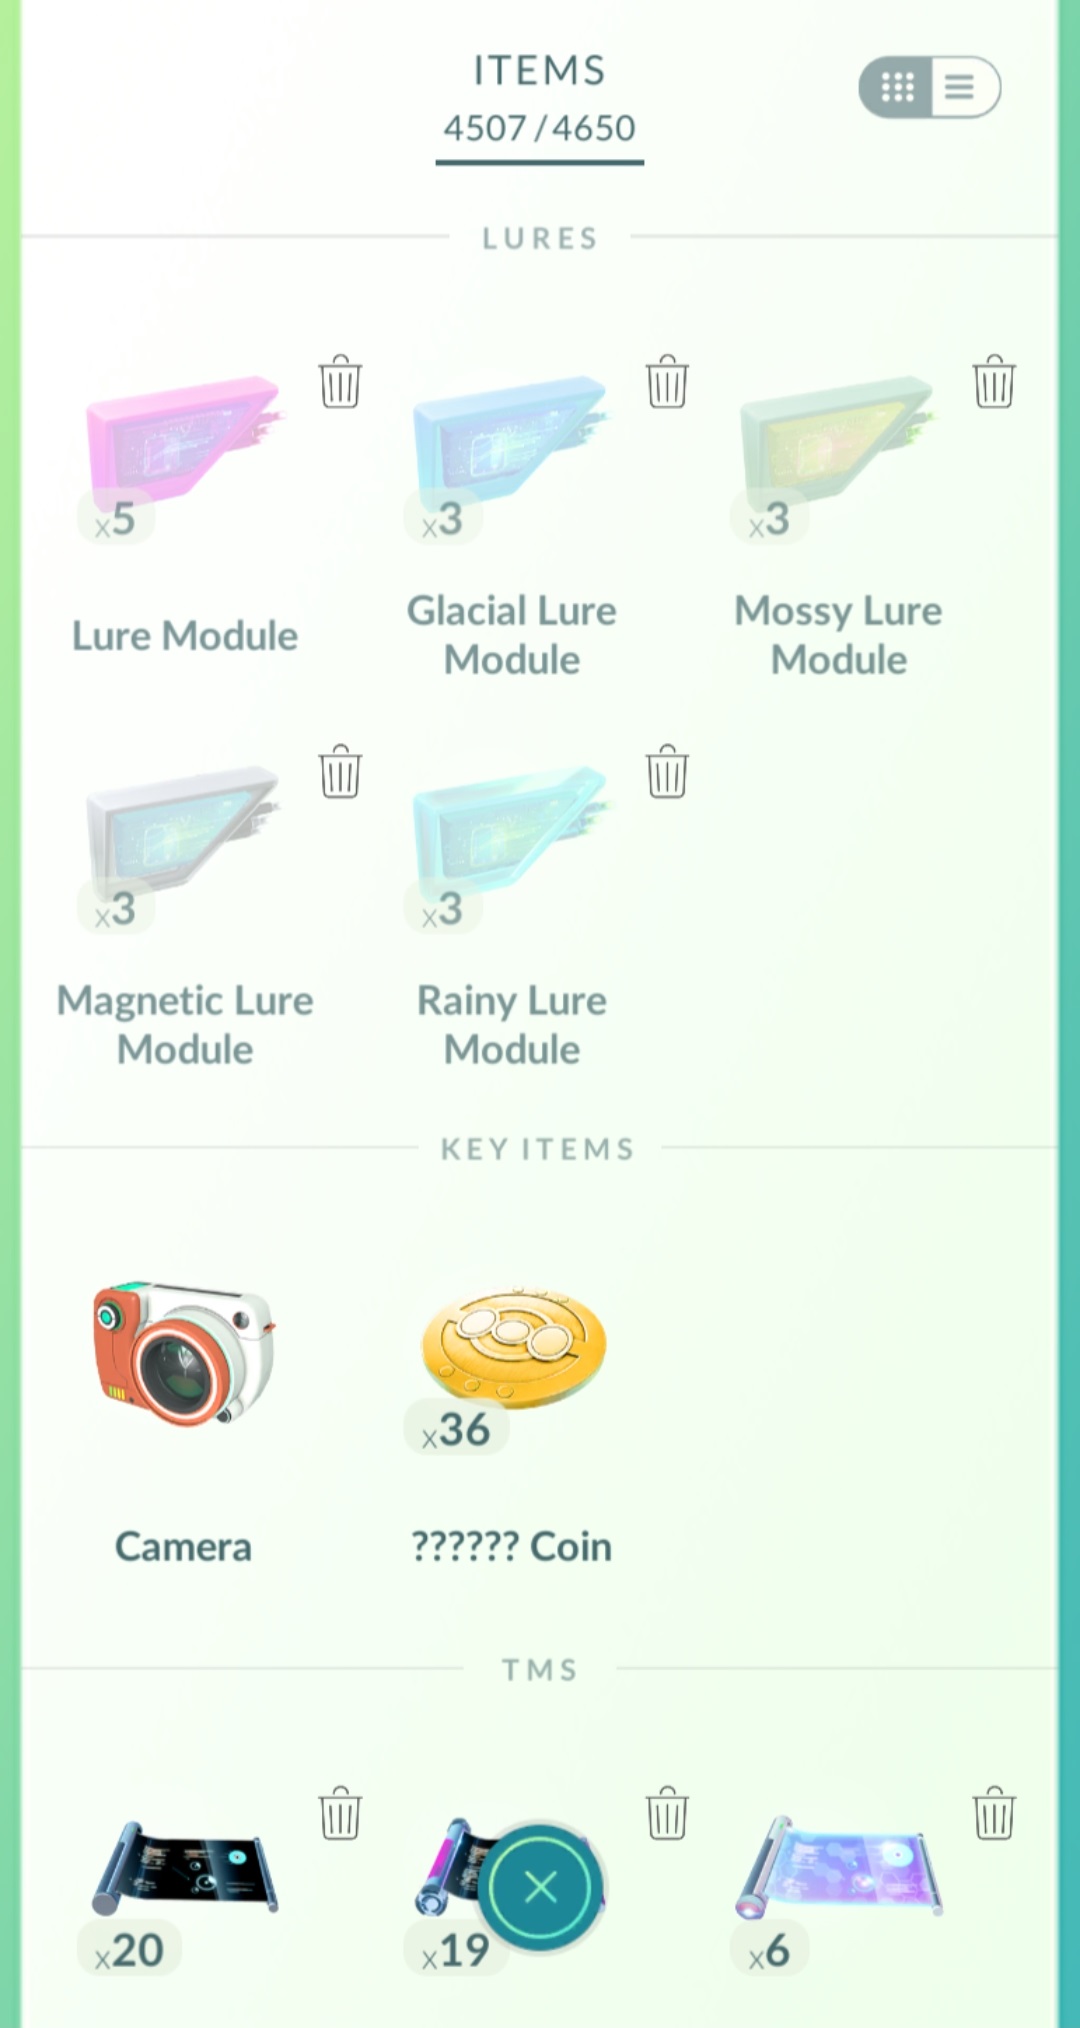 ITEMS
4507/4650
LURES
x5
x3
x3
Lure Module
Glacial Lure
Module
Mossy Lure
Module
x3
x3
Magnetic Lure
Module
Rainy Lure
Module
KEY ITEMS
x36
Camera
?????? Coin
TMS
x20
x19
x6